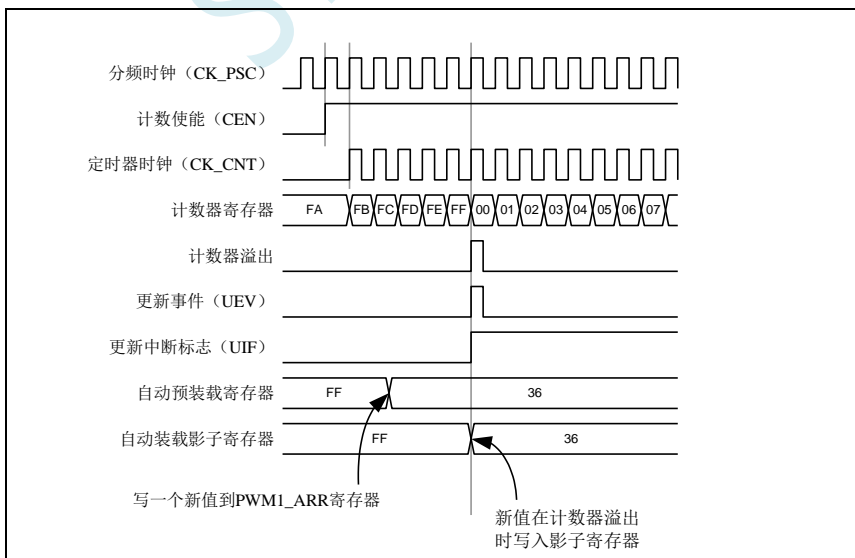 分频时钟（CK_PSC）
计数使能（CEN）
定时器时钟（CK_CNT）
计数器寄存器 FA FB FC FD FE FF 00 01 02 03 04 05 06 07
计数器溢出
更新事件（UEV）
更新中断标志（UIF）
自动预装载寄存器 FF 36
自动装载影子寄存器 FF 36
写一个新值到PWM1_ARR寄存器
新值在计数器溢出
时写入影子寄存器